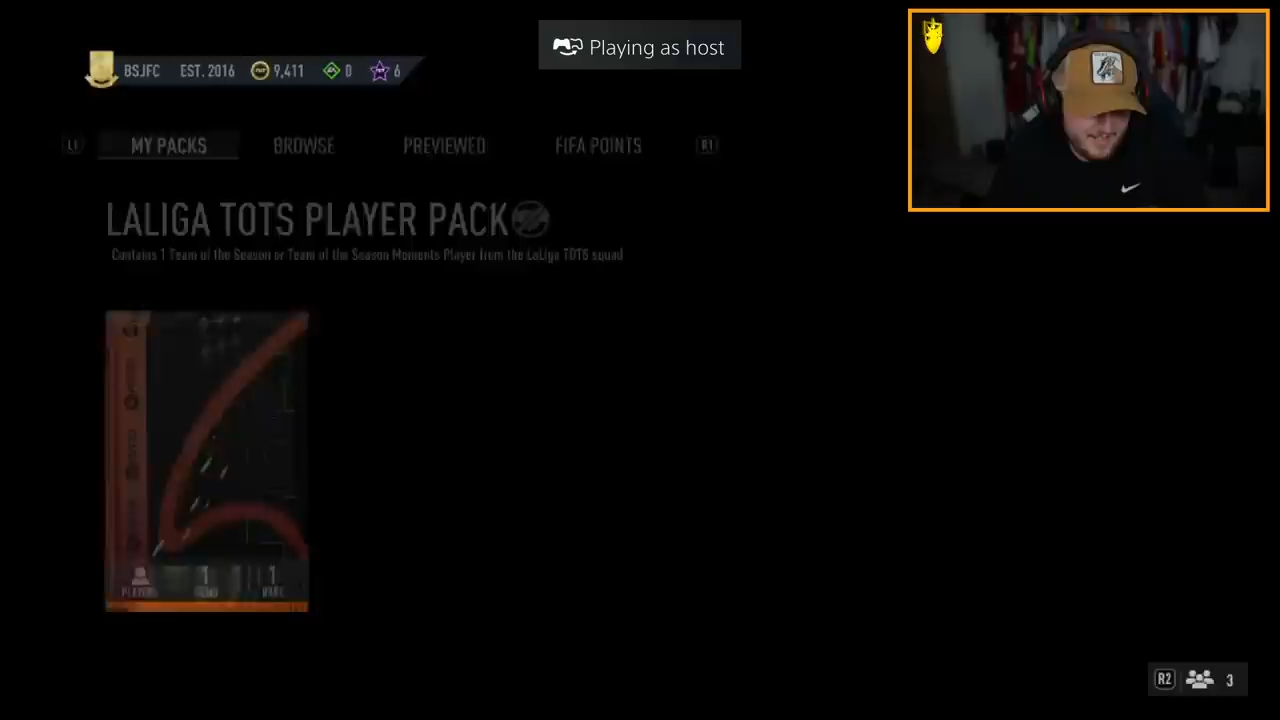 Playing as host
BSJFC EST. 2016 9,411 0 6
L1 MY PACKS BROWSE PREVIEWED FIFA POINTS R1
LALIGA TOTS PLAYER PACK
Contains 1 Team of the Season or Team of the Season Moments Player from the LaLiga TOTS squad
1 1
R2 3